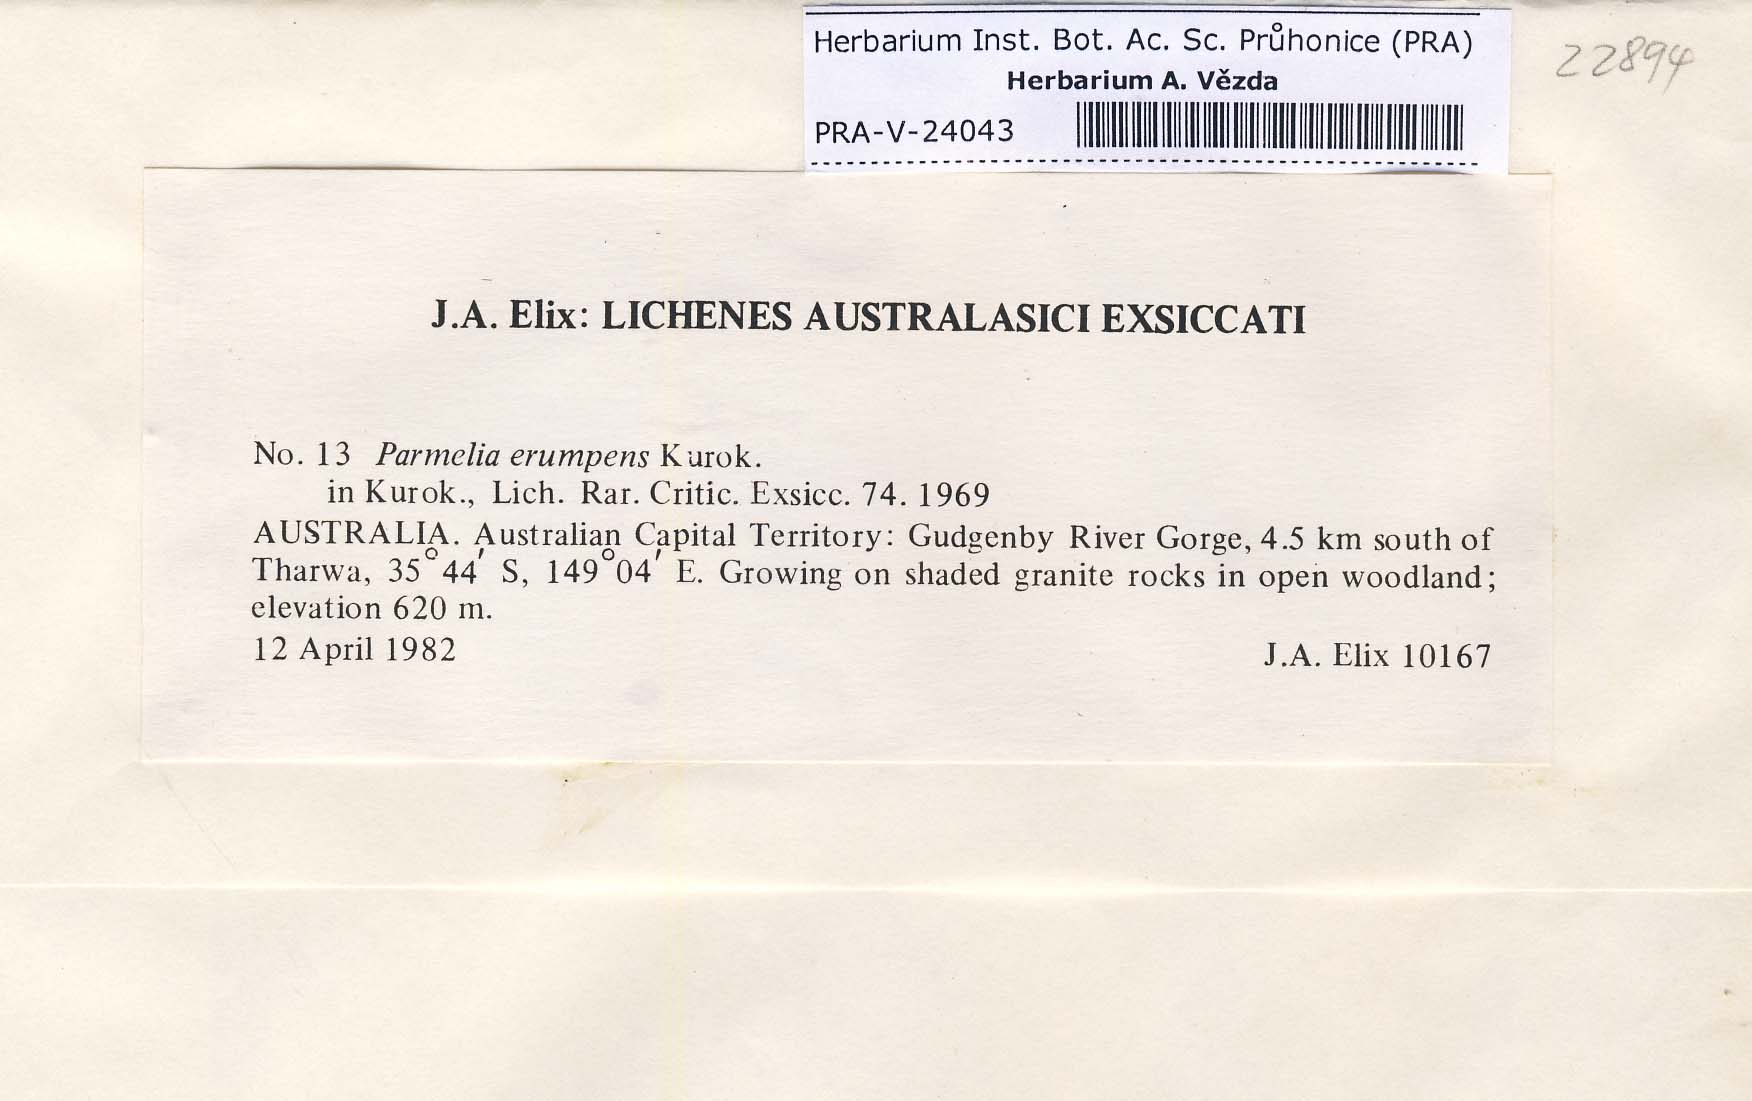 Herbarium Inst. Bot. Ac. Sc. Průhonice (PRA)
Herbarium A. Vězda
PRA-V-24043
22894
J.A. Elix: LICHENES AUSTRALASICI EXSICCATI
No. 13 Parmelia erumpens Kurok.
in Kurok., Lich. Rar. Critic. Exsicc. 74. 1969
AUSTRALIA. Australian Capital Territory: Gudgenby River Gorge, 4.5 km south of
Tharwa, 35°44′ S, 149°04′ E. Growing on shaded granite rocks in open woodland;
elevation 620 m.
12 April 1982 J.A. Elix 10167